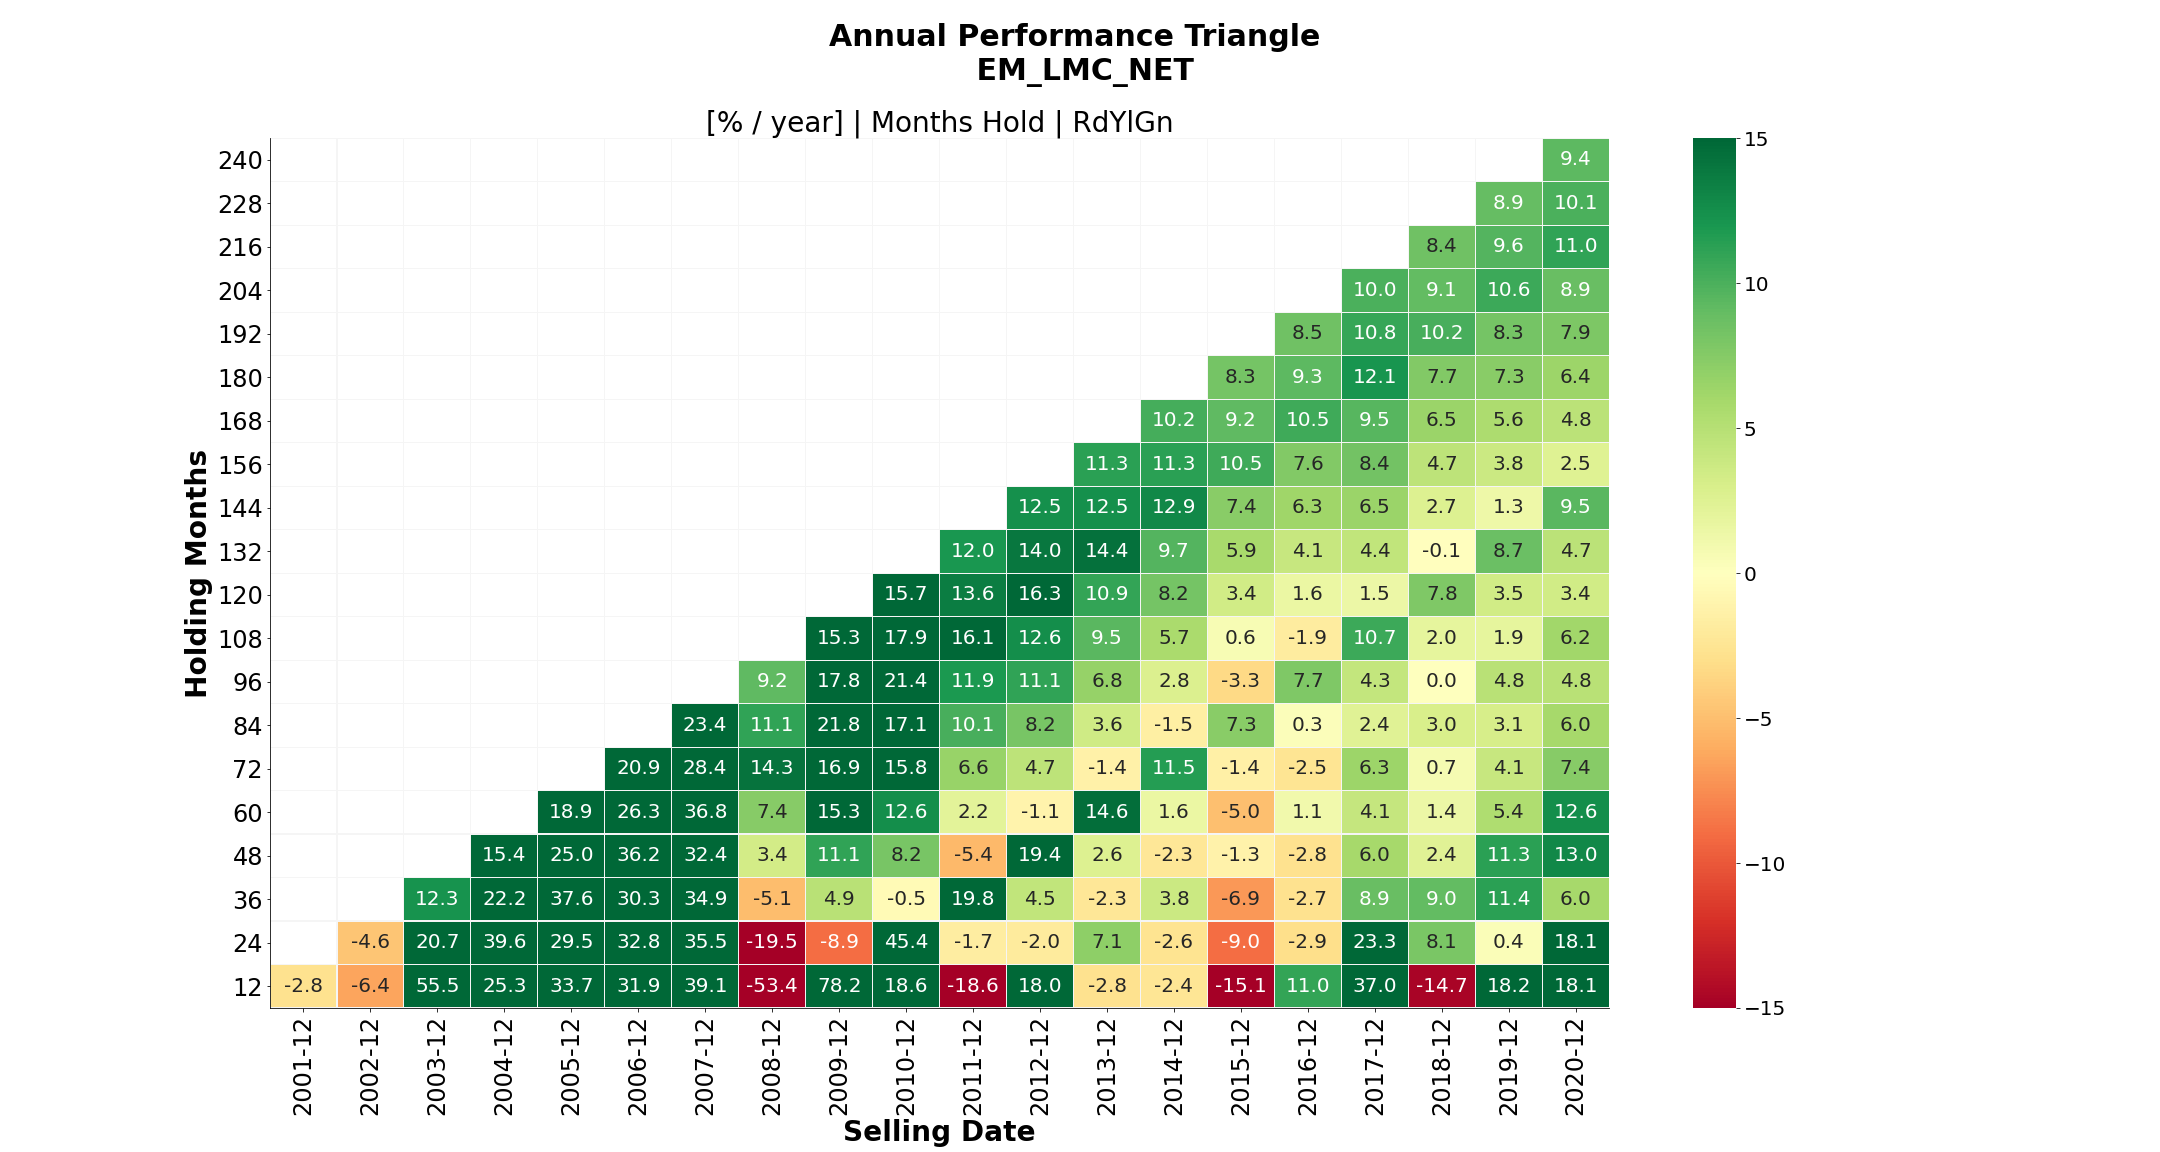 Annual Performance Triangle
EM_LMC_NET
[% / year] | Months Hold | RdYlGn
Holding Months
240 9.4
228 8.9 10.1
216 8.4 9.6 11.0
204 10.0 9.1 10.6 8.9
192 8.5 10.8 10.2 8.3 7.9
180 8.3 9.3 12.1 7.7 7.3 6.4
168 10.2 9.2 10.5 9.5 6.5 5.6 4.8
156 11.3 11.3 10.5 7.6 8.4 4.7 3.8 2.5
144 12.5 12.5 12.9 7.4 6.3 6.5 2.7 1.3 9.5
132 12.0 14.0 14.4 9.7 5.9 4.1 4.4 -0.1 8.7 4.7
120 15.7 13.6 16.3 10.9 8.2 3.4 1.6 1.5 7.8 3.5 3.4
108 15.3 17.9 16.1 12.6 9.5 5.7 0.6 -1.9 10.7 2.0 1.9 6.2
96 9.2 17.8 21.4 11.9 11.1 6.8 2.8 -3.3 7.7 4.3 0.0 4.8 4.8
84 23.4 11.1 21.8 17.1 10.1 8.2 3.6 -1.5 7.3 0.3 2.4 3.0 3.1 6.0
72 20.9 28.4 14.3 16.9 15.8 6.6 4.7 -1.4 11.5 -1.4 -2.5 6.3 0.7 4.1 7.4
60 18.9 26.3 36.8 7.4 15.3 12.6 2.2 -1.1 14.6 1.6 -5.0 1.1 4.1 1.4 5.4 12.6
48 15.4 25.0 36.2 32.4 3.4 11.1 8.2 -5.4 19.4 2.6 -2.3 -1.3 -2.8 6.0 2.4 11.3 13.0
36 12.3 22.2 37.6 30.3 34.9 -5.1 4.9 -0.5 19.8 4.5 -2.3 3.8 -6.9 -2.7 8.9 9.0 11.4 6.0
24 -4.6 20.7 39.6 29.5 32.8 35.5 -19.5 -8.9 45.4 -1.7 -2.0 7.1 -2.6 -9.0 -2.9 23.3 8.1 0.4 18.1
12 -2.8 -6.4 55.5 25.3 33.7 31.9 39.1 -53.4 78.2 18.6 -18.6 18.0 -2.8 -2.4 -15.1 11.0 37.0 -14.7 18.2 18.1
2001-12 2002-12 2003-12 2004-12 2005-12 2006-12 2007-12 2008-12 2009-12 2010-12 2011-12 2012-12 2013-12 2014-12 2015-12 2016-12 2017-12 2018-12 2019-12 2020-12
Selling Date
15
10
5
0
−5
−10
−15